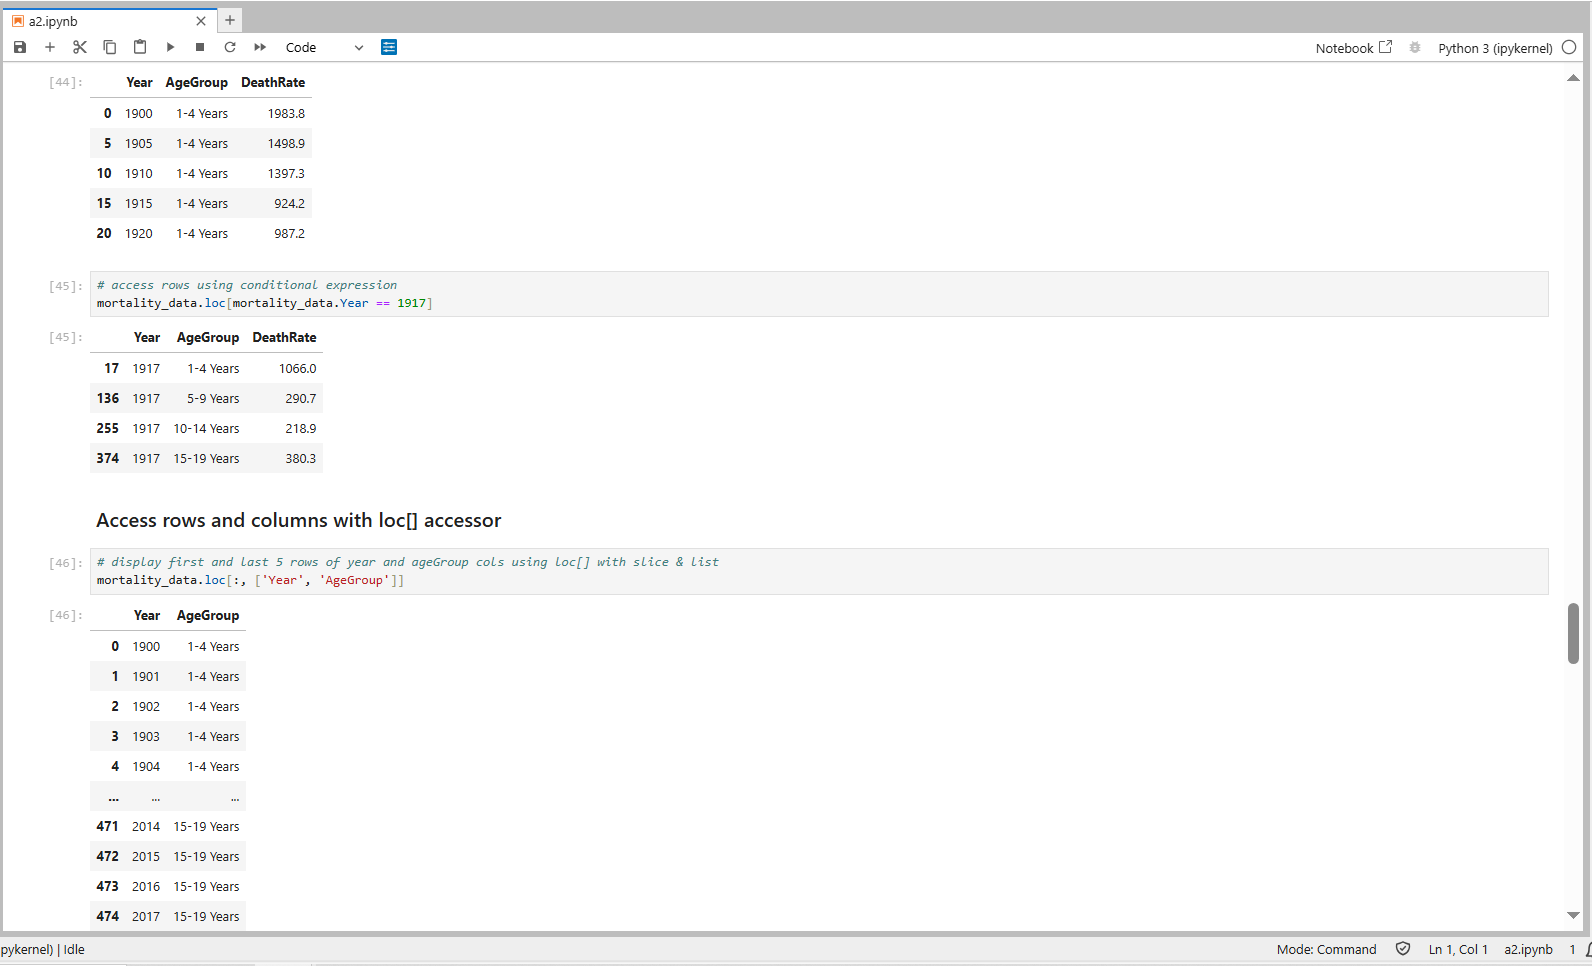 a2.ipynb
Code
Notebook
Python 3 (ipykernel)
[44]:
Year AgeGroup DeathRate
0 1900 1-4 Years 1983.8
5 1905 1-4 Years 1498.9
10 1910 1-4 Years 1397.3
15 1915 1-4 Years 924.2
20 1920 1-4 Years 987.2
[45]:
# access rows using conditional expression
mortality_data.loc[mortality_data.Year == 1917]
[45]:
Year AgeGroup DeathRate
17 1917 1-4 Years 1066.0
136 1917 5-9 Years 290.7
255 1917 10-14 Years 218.9
374 1917 15-19 Years 380.3
Access rows and columns with loc[] accessor
[46]:
# display first and last 5 rows of year and ageGroup cols using loc[] with slice & list
mortality_data.loc[:, ['Year', 'AgeGroup']]
[46]:
Year AgeGroup
0 1900 1-4 Years
1 1901 1-4 Years
2 1902 1-4 Years
3 1903 1-4 Years
4 1904 1-4 Years
... ... ...
471 2014 15-19 Years
472 2015 15-19 Years
473 2016 15-19 Years
474 2017 15-19 Years
pykernel) | Idle
Mode: Command
Ln 1, Col 1
a2.ipynb
1